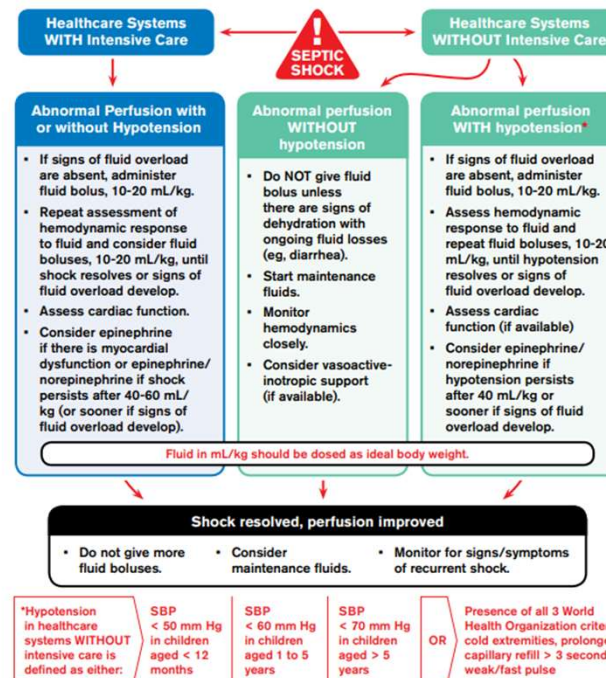 Healthcare Systems
WITH Intensive Care
SEPTIC
SHOCK
Healthcare Systems
WITHOUT Intensive Care
Abnormal Perfusion with
or without Hypotension
• If signs of fluid overload
are absent, administer
fluid bolus, 10-20 mL/kg.
• Repeat assessment of
hemodynamic response
to fluid and consider fluid
boluses, 10-20 mL/kg, until
shock resolves or signs of
fluid overload develop.
• Assess cardiac function.
• Consider epinephrine
if there is myocardial
dysfunction or epinephrine/
norepinephrine if shock
persists after 40-60 mL/
kg (or sooner if signs of
fluid overload develop).
Abnormal perfusion
WITHOUT
hypotension
• Do NOT give fluid
bolus unless
there are signs of
dehydration with
ongoing fluid losses
(eg, diarrhea).
• Start maintenance
fluids.
• Monitor
hemodynamics
closely.
• Consider vasoactive-
inotropic support
(if available).
Abnormal perfusion
WITH hypotension*
• If signs of fluid overload
are absent, administer
fluid bolus, 10-20 mL/kg.
• Assess hemodynamic
response to fluid and
repeat fluid boluses, 10-20
mL/kg, until hypotension
resolves or signs of
fluid overload develop.
• Assess cardiac
function (if available)
• Consider epinephrine/
norepinephrine if
hypotension persists
after 40 mL/kg or
sooner if signs of fluid
overload develop.
Fluid in mL/kg should be dosed as ideal body weight.
Shock resolved, perfusion improved
• Do not give more
fluid boluses.
• Consider
maintenance fluids.
• Monitor for signs/symptoms
of recurrent shock.
*Hypotension
in healthcare
systems WITHOUT
intensive care is
defined as either:
SBP
< 50 mm Hg
in children
aged < 12
months
SBP
< 60 mm Hg
in children
aged 1 to 5
years
SBP
< 70 mm Hg
in children
aged > 5
years
OR
Presence of all 3 World
Health Organization
cold extremities,
capillary refill > 3
weak/fast pulse